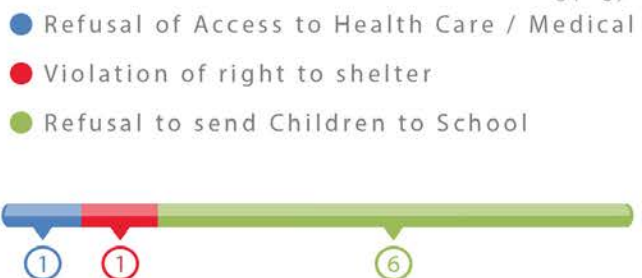 Refusal of Access to Health Care / Medical
Violation of right to shelter
Refusal to send Children to School
1 1 6